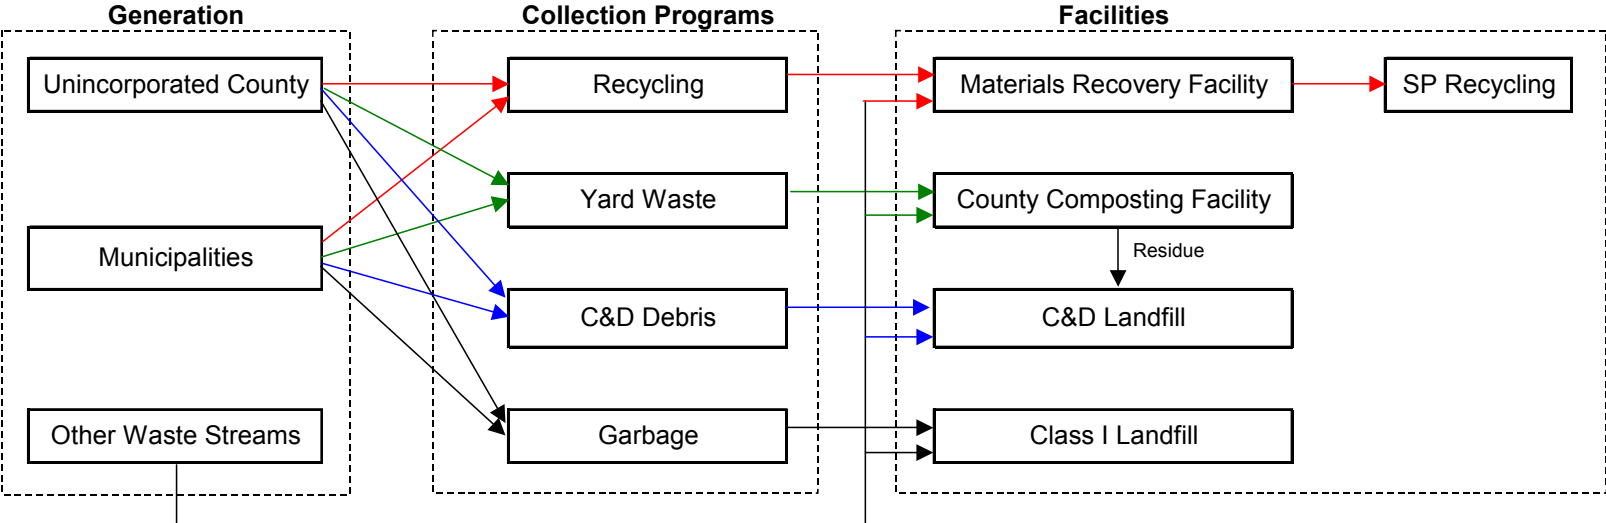 Generation
Collection Programs
Facilities
Unincorporated County
Recycling
Materials Recovery Facility
SP Recycling
Yard Waste
County Composting Facility
Municipalities
Residue
C&D Debris
C&D Landfill
Other Waste Streams
Garbage
Class I Landfill